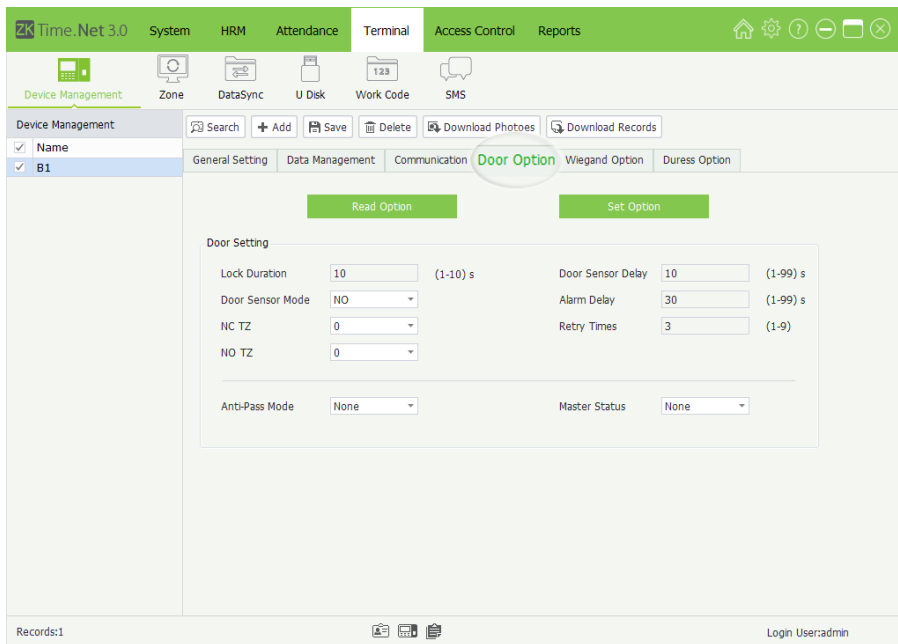 ZK Time.Net 3.0 System HRM Attendance Terminal Access Control Reports
Device Management Zone DataSync U Disk Work Code SMS
123
Device Management Search Add Save Delete Download Photoes Download Records
Name
B1
General Setting Data Management Communication Door Option Wiegand Option Duress Option
Read Option Set Option
Door Setting
Lock Duration 10 (1-10) s Door Sensor Delay 10 (1-99) s
Door Sensor Mode NO Alarm Delay 30 (1-99) s
NC TZ 0 Retry Times 3 (1-9)
NO TZ 0
Anti-Pass Mode None Master Status None
Records:1 Login User:admin